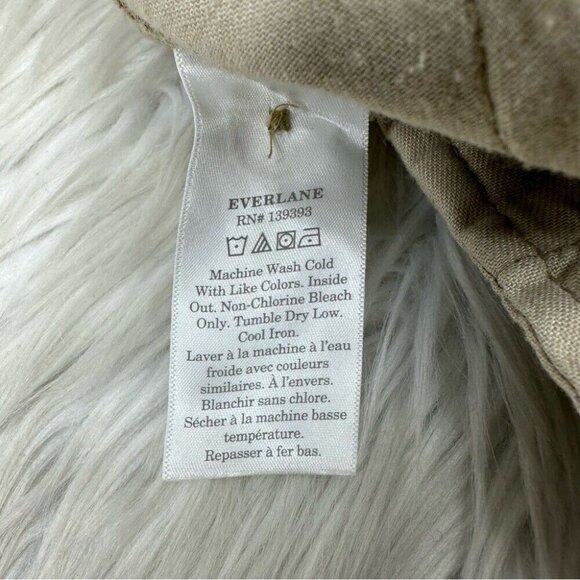 EVERLANE
RN# 139393
Machine Wash Cold
With Like Colors. Inside
Out. Non-Chlorine Bleach
Only. Tumble Dry Low.
Cool Iron.
Laver à la machine à l'eau
froide avec couleurs
similaires. À l'envers.
Blanchir sans chlore.
Sécher à la machine basse
température.
Repasser à fer bas.